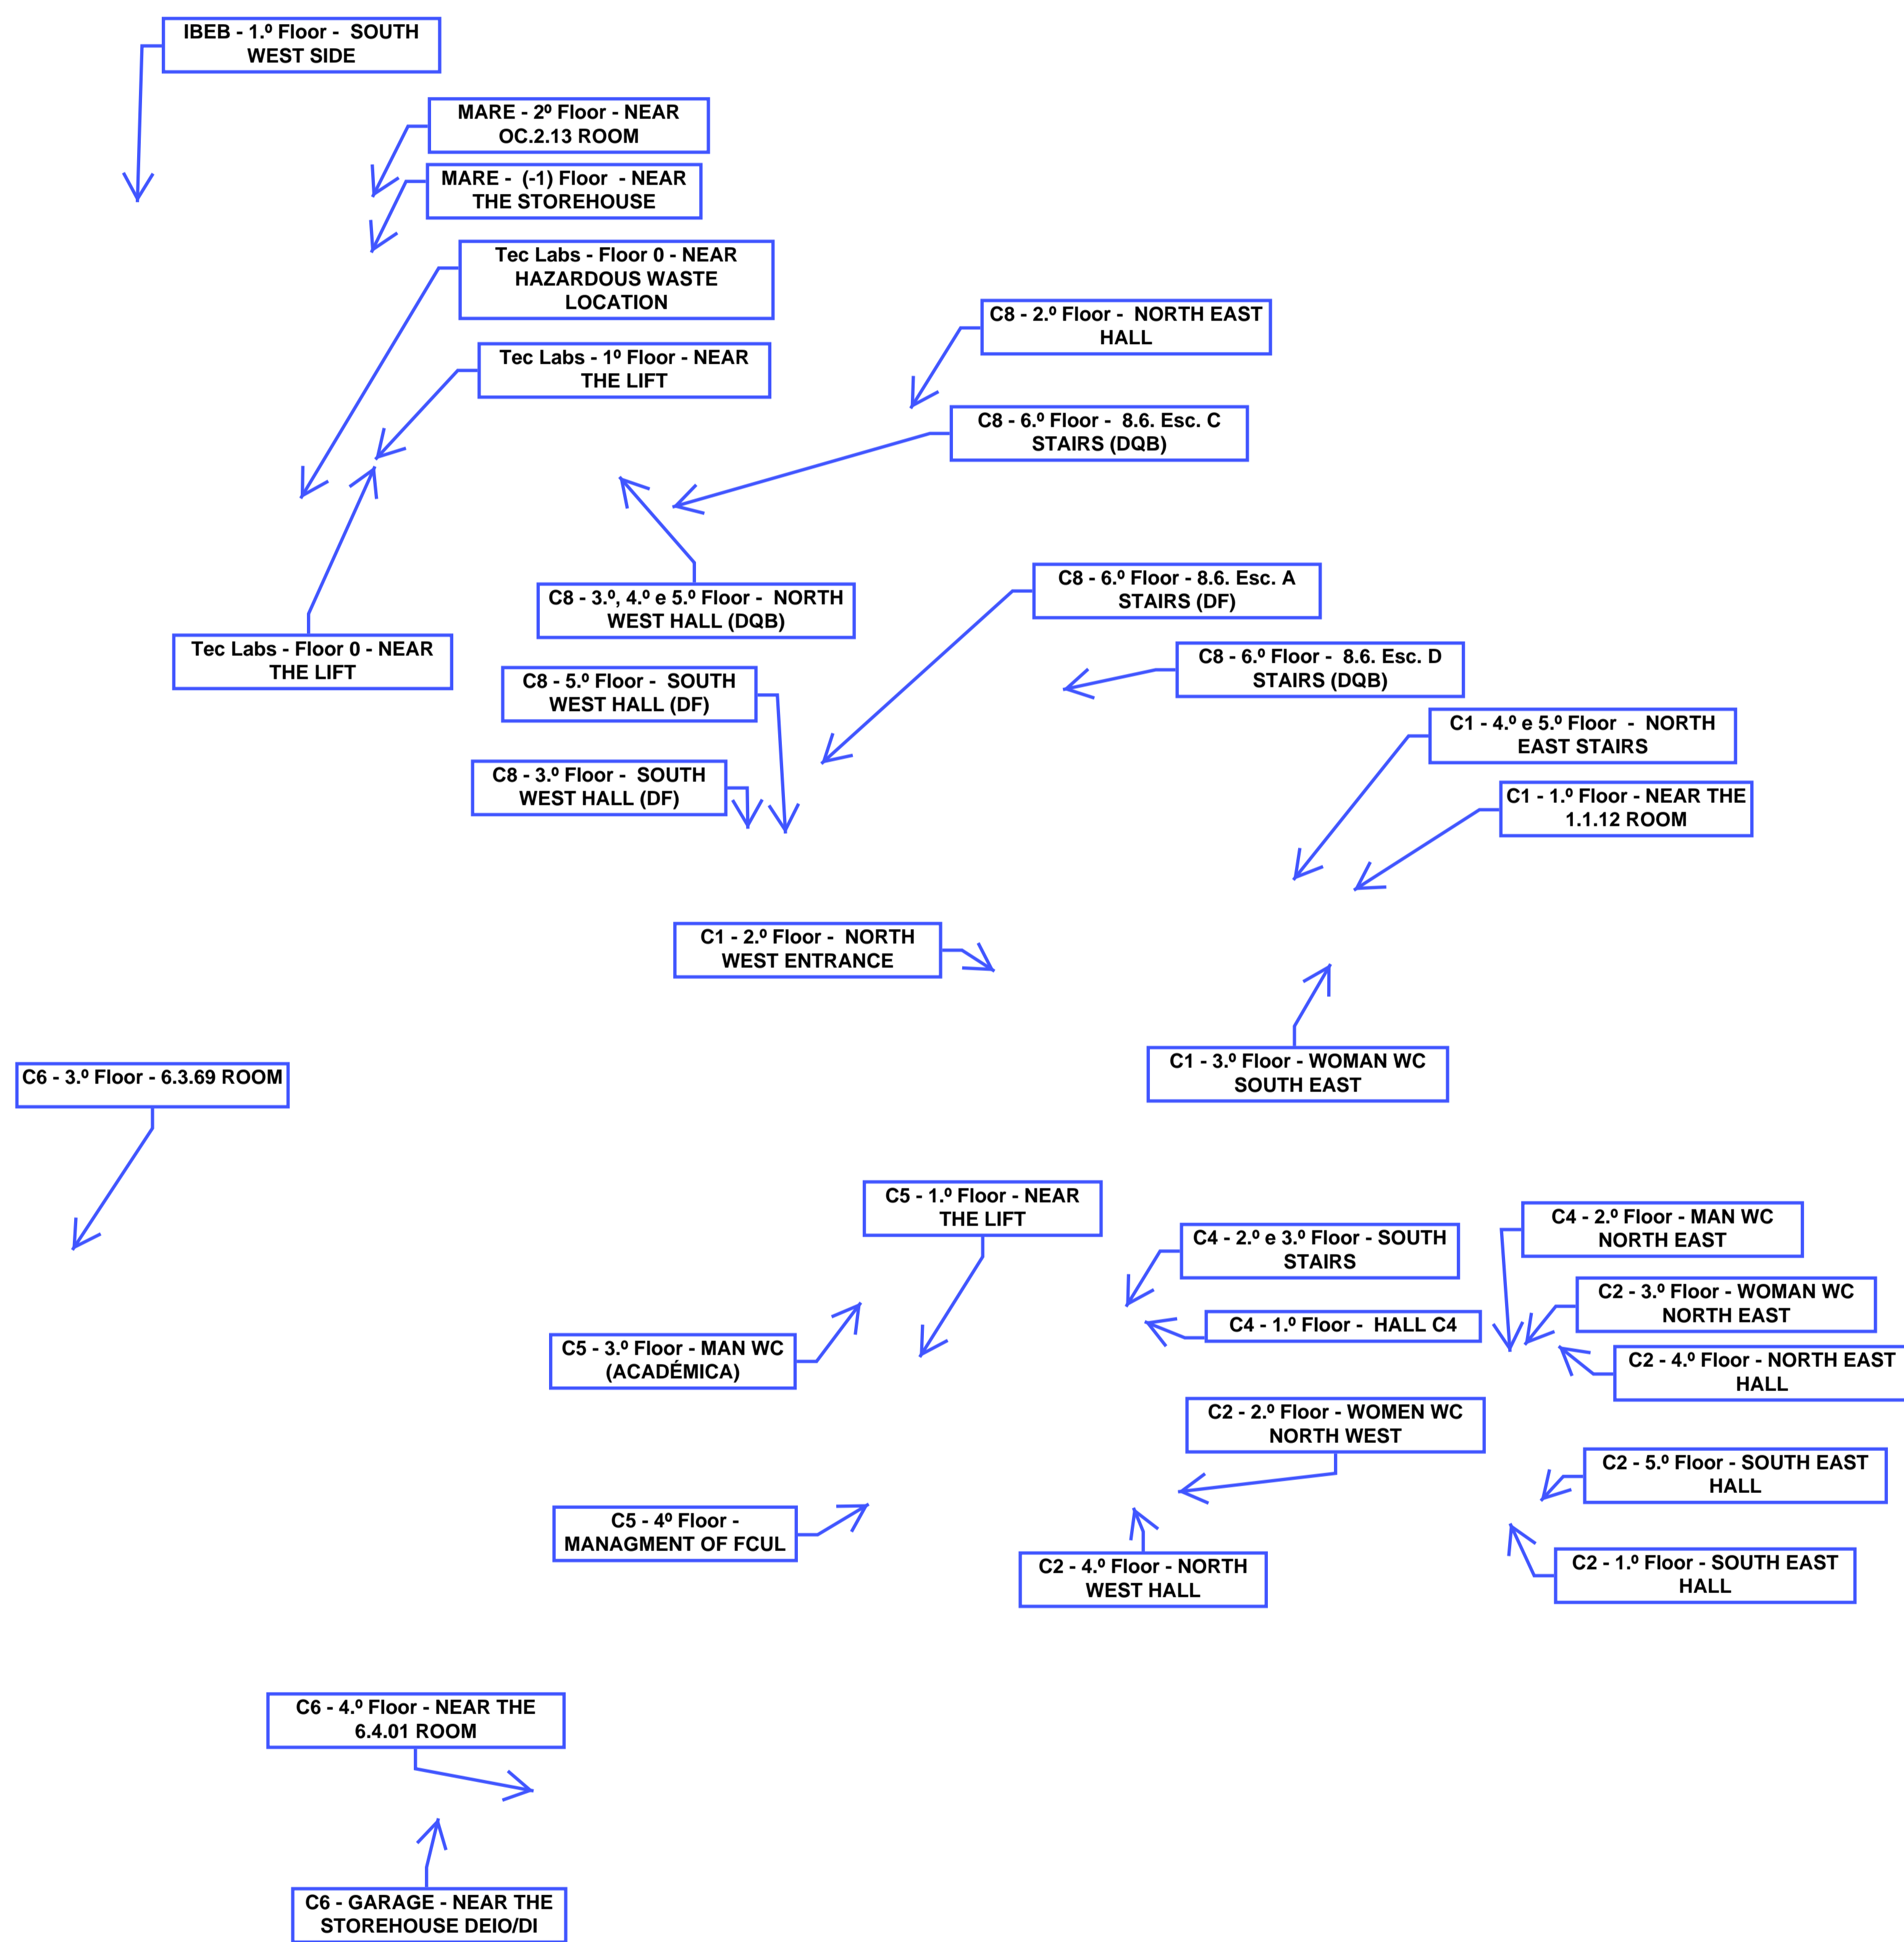 IBEB - 1.º Floor - SOUTH
WEST SIDE
MARE - 2º Floor - NEAR
OC.2.13 ROOM
MARE - (-1) Floor - NEAR
THE STOREHOUSE
Tec Labs - Floor 0 - NEAR
HAZARDOUS WASTE
LOCATION
C8 - 2.º Floor - NORTH EAST
HALL
Tec Labs - 1º Floor - NEAR
THE LIFT
C8 - 6.º Floor - 8.6. Esc. C
STAIRS (DQB)
C8 - 6.º Floor - 8.6. Esc. A
STAIRS (DF)
C8 - 3.º, 4.º e 5.º Floor - NORTH
WEST HALL (DQB)
Tec Labs - Floor 0 - NEAR
THE LIFT
C8 - 6.º Floor - 8.6. Esc. D
STAIRS (DQB)
C8 - 5.º Floor - SOUTH
WEST HALL (DF)
C1 - 4.º e 5.º Floor - NORTH
EAST STAIRS
C8 - 3.º Floor - SOUTH
WEST HALL (DF)
C1 - 1.º Floor - NEAR THE
1.1.12 ROOM
C1 - 2.º Floor - NORTH
WEST ENTRANCE
C1 - 3.º Floor - WOMAN WC
SOUTH EAST
C6 - 3.º Floor - 6.3.69 ROOM
C5 - 1.º Floor - NEAR
THE LIFT
C4 - 2.º Floor - MAN WC
NORTH EAST
C4 - 2.º e 3.º Floor - SOUTH
STAIRS
C2 - 3.º Floor - WOMAN WC
NORTH EAST
C4 - 1.º Floor - HALL C4
C5 - 3.º Floor - MAN WC
(ACADÉMICA)
C2 - 4.º Floor - NORTH EAST
HALL
C2 - 2.º Floor - WOMEN WC
NORTH WEST
C2 - 5.º Floor - SOUTH EAST
HALL
C5 - 4º Floor -
MANAGMENT OF FCUL
C2 - 4.º Floor - NORTH
WEST HALL
C2 - 1.º Floor - SOUTH EAST
HALL
C6 - 4.º Floor - NEAR THE
6.4.01 ROOM
C6 - GARAGE - NEAR THE
STOREHOUSE DEIO/DI